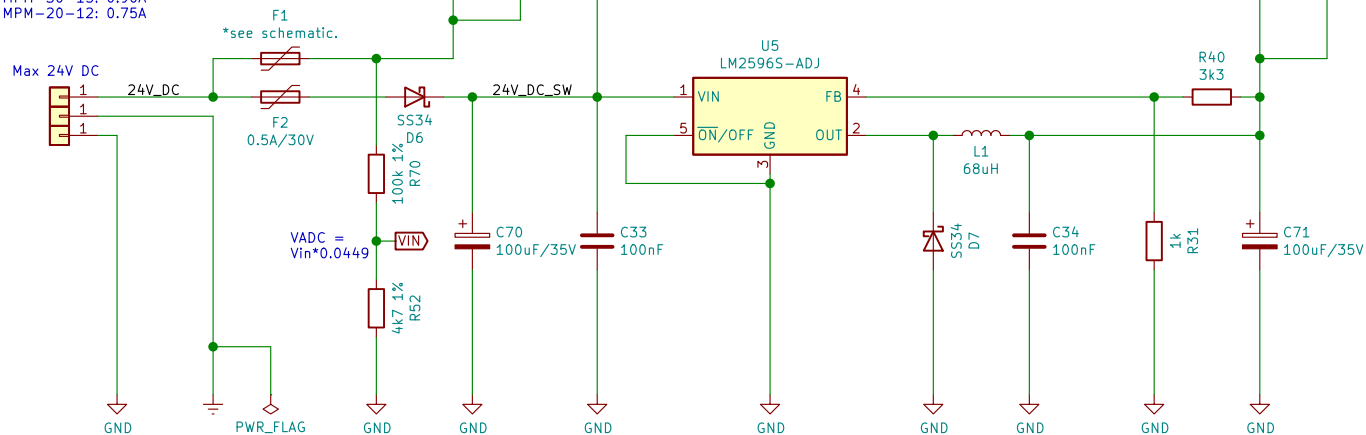 MPM-20-12: 0.75A
F1
*see schematic.
Max 24V DC
1
24V_DC
1
1
F2
0.5A/30V
SS34
D6
24V_DC_SW
U5
LM2596S-ADJ
1
VIN
FB
4
5
ON/OFF
GND
OUT
2
3
R40
3k3
L1
68uH
100k 1%
R70
VADC =
Vin*0.0449
VIN
4k7 1%
R52
+
C70
100uF/35V
C33
100nF
SS34
D7
C34
100nF
1k
R31
+
C71
100uF/35V
GND
PWR_FLAG
GND
GND
GND
GND
GND
GND
GND
GND